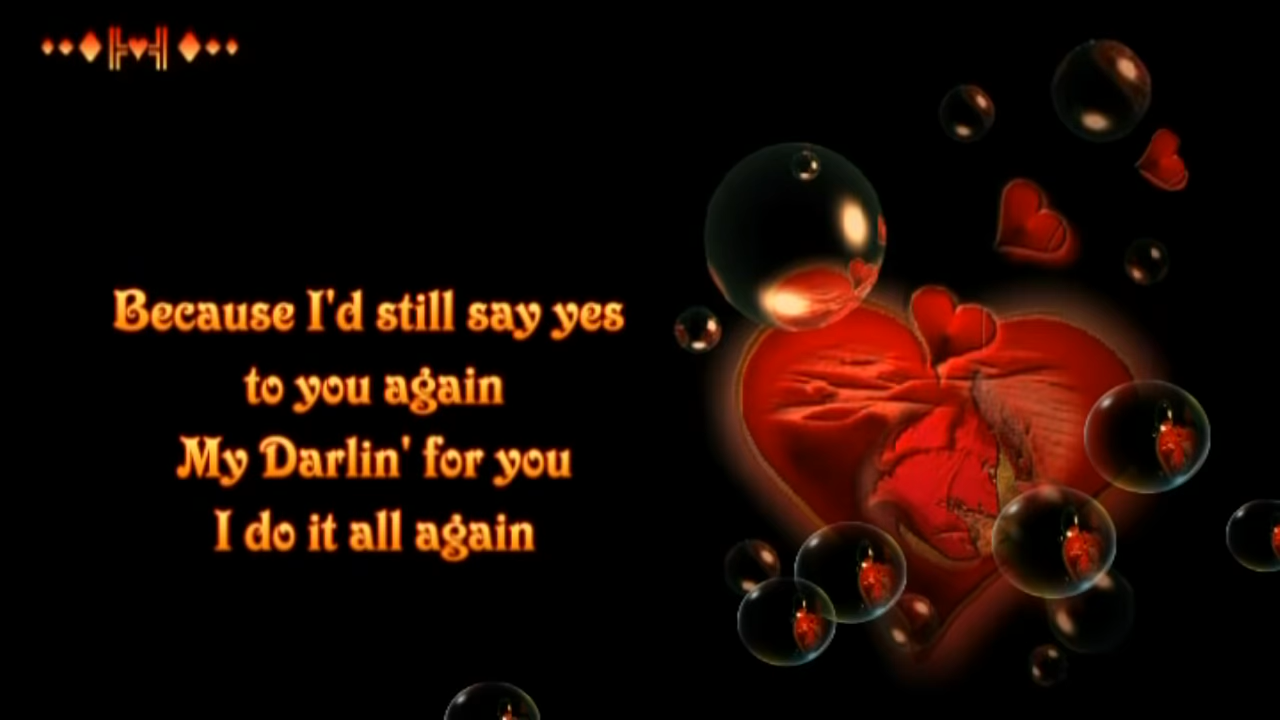 Because I'd still say yes
to you again
My Darlin' for you
I do it all again